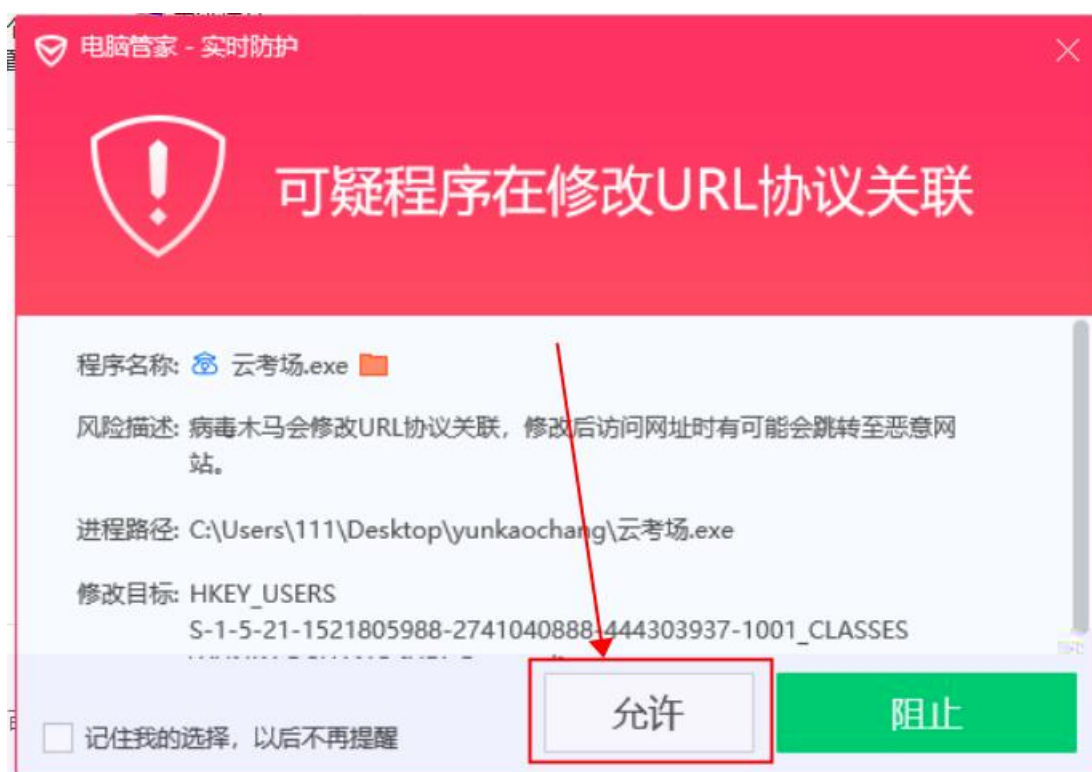 电脑管家 - 实时防护
可疑程序在修改URL协议关联
程序名称: 云考场.exe
风险描述: 病毒木马会修改URL协议关联，修改后访问网址时有可能会跳转至恶意网
站。
进程路径: C:\Users\111\Desktop\yunkaochang\云考场.exe
修改目标: HKEY_USERS
S-1-5-21-1521805988-2741040888-444303937-1001_CLASSES
记住我的选择，以后不再提醒
允许
阻止